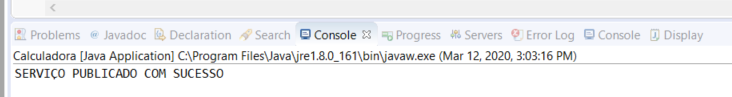 Problems Javadoc Declaration Search Console Progress Servers Error Log Console Display
Calculadora [Java Application] C:\Program Files\Java\jre1.8.0_161\bin\javaw.exe (Mar 12, 2020, 3:03:16 PM)
SERVIÇO PUBLICADO COM SUCESSO